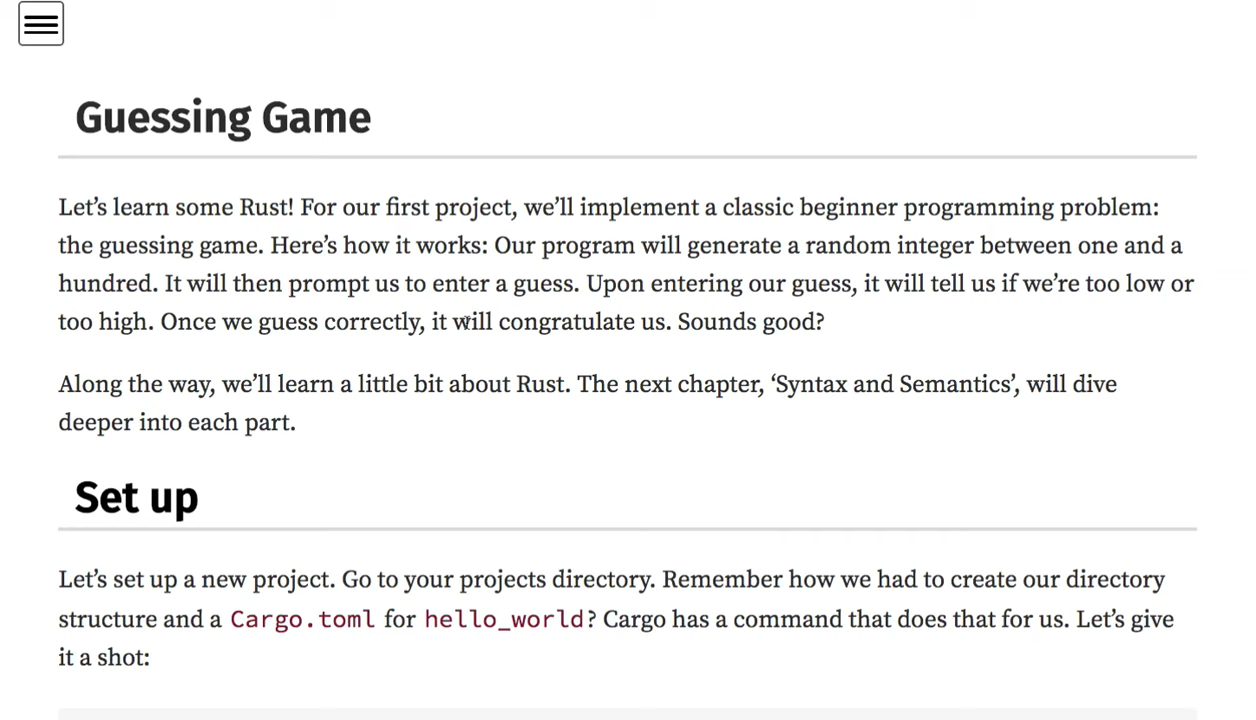 Guessing Game
Let’s learn some Rust! For our first project, we’ll implement a classic beginner programming problem:
the guessing game. Here’s how it works: Our program will generate a random integer between one and a
hundred. It will then prompt us to enter a guess. Upon entering our guess, it will tell us if we’re too low or
too high. Once we guess correctly, it will congratulate us. Sounds good?
Along the way, we’ll learn a little bit about Rust. The next chapter, ‘Syntax and Semantics’, will dive
deeper into each part.
Set up
Let’s set up a new project. Go to your projects directory. Remember how we had to create our directory
structure and a Cargo.toml for hello_world? Cargo has a command that does that for us. Let’s give
it a shot: